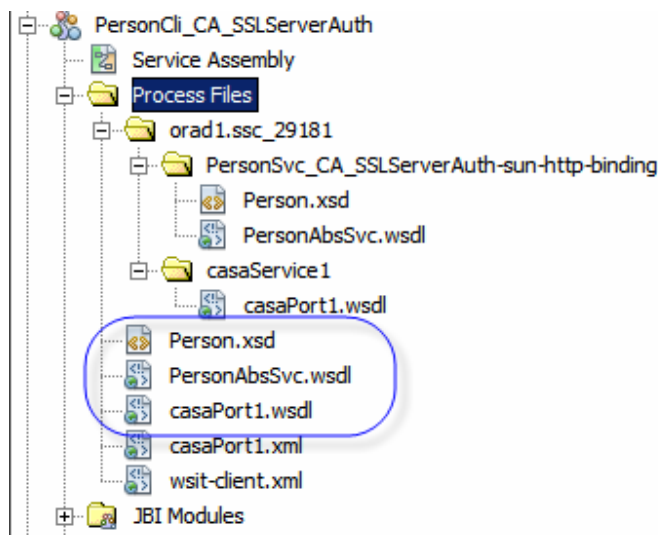 PersonCli_CA_SSLServerAuth
Service Assembly
Process Files
orad1.ssc_29181
PersonSvc_CA_SSLServerAuth-sun-http-binding
Person.xsd
PersonAbsSvc.wsdl
casaService1
casaPort1.wsdl
Person.xsd
PersonAbsSvc.wsdl
casaPort1.wsdl
casaPort1.xml
wsit-client.xml
JBI Modules